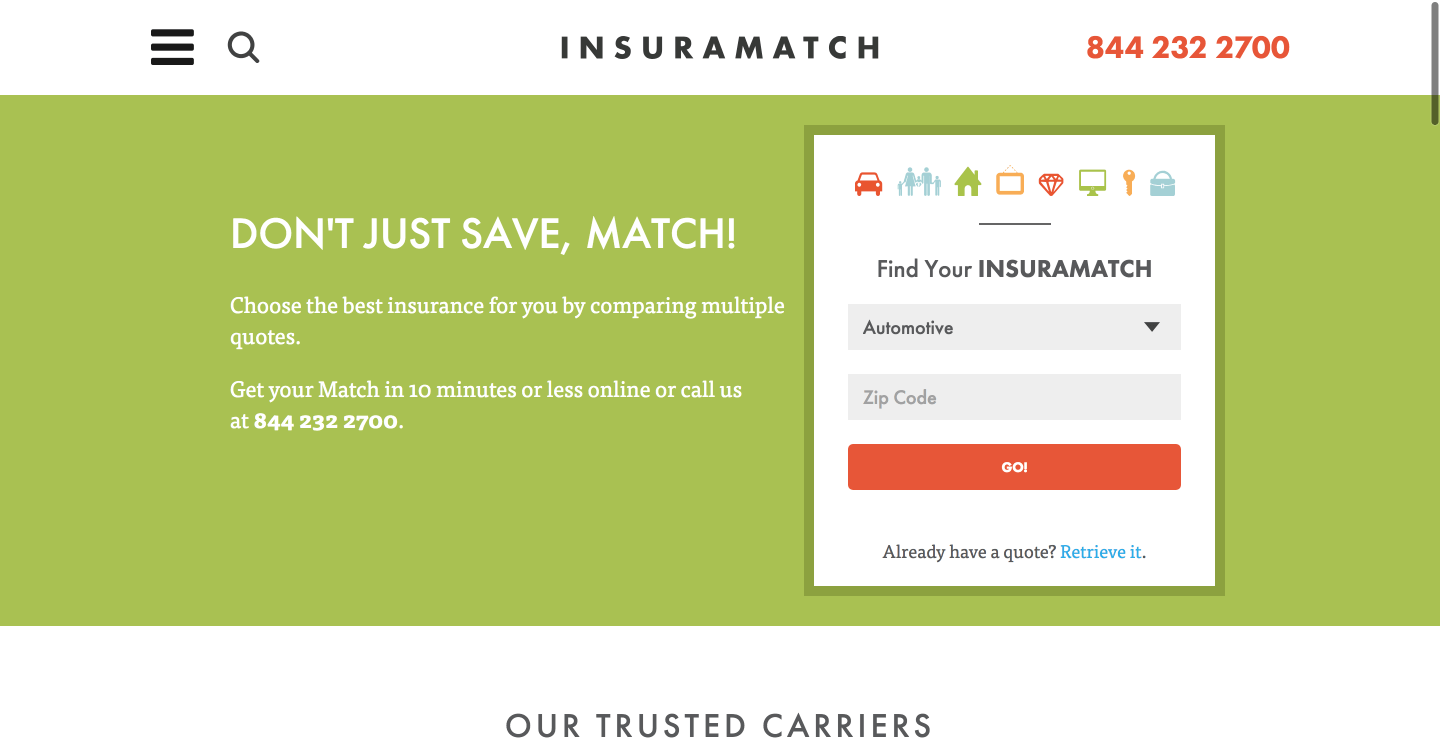 INSURAMATCH
844 232 2700
DON'T JUST SAVE, MATCH!
Choose the best insurance for you by comparing multiple
quotes.
Get your Match in 10 minutes or less online or call us
at 844 232 2700.
Find Your INSURAMATCH
Automotive
Zip Code
GO!
Already have a quote? Retrieve it.
OUR TRUSTED CARRIERS